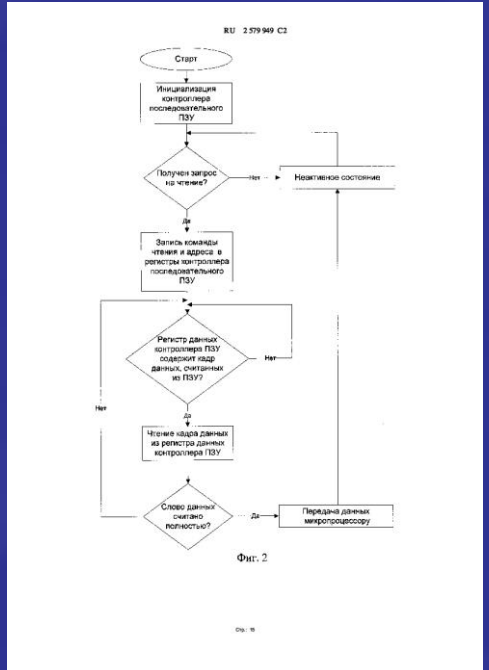 RU 2 579 949 C2
Старт
Инициализация
контроллера
последовательного
ПЗУ
Получен запрос
на чтение?
Нет
Неактивное состояние
Да
Запись команды
чтения и адреса в
регистры контроллера
последовательного
ПЗУ
Регистр данных
контроллера ПЗУ
содержит кадр
данных, считанных
из ПЗУ?
Нет
Нет
Да
Чтение кадра данных
из регистра данных
контроллера ПЗУ
Слово данных
считано
полностью?
Да
Передача данных
микропроцессору
Фиг. 2